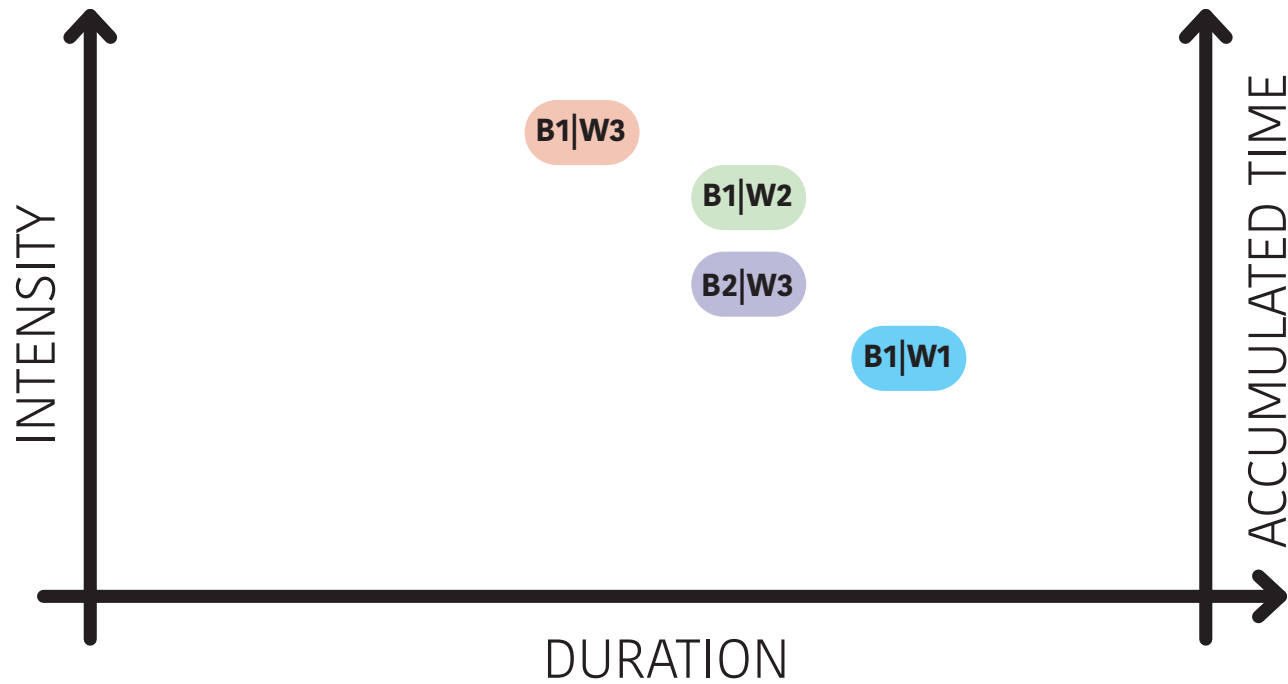 INTENSITY
B1|W3
B1|W2
B2|W3
B1|W1
ACCUMULATED TIME
DURATION